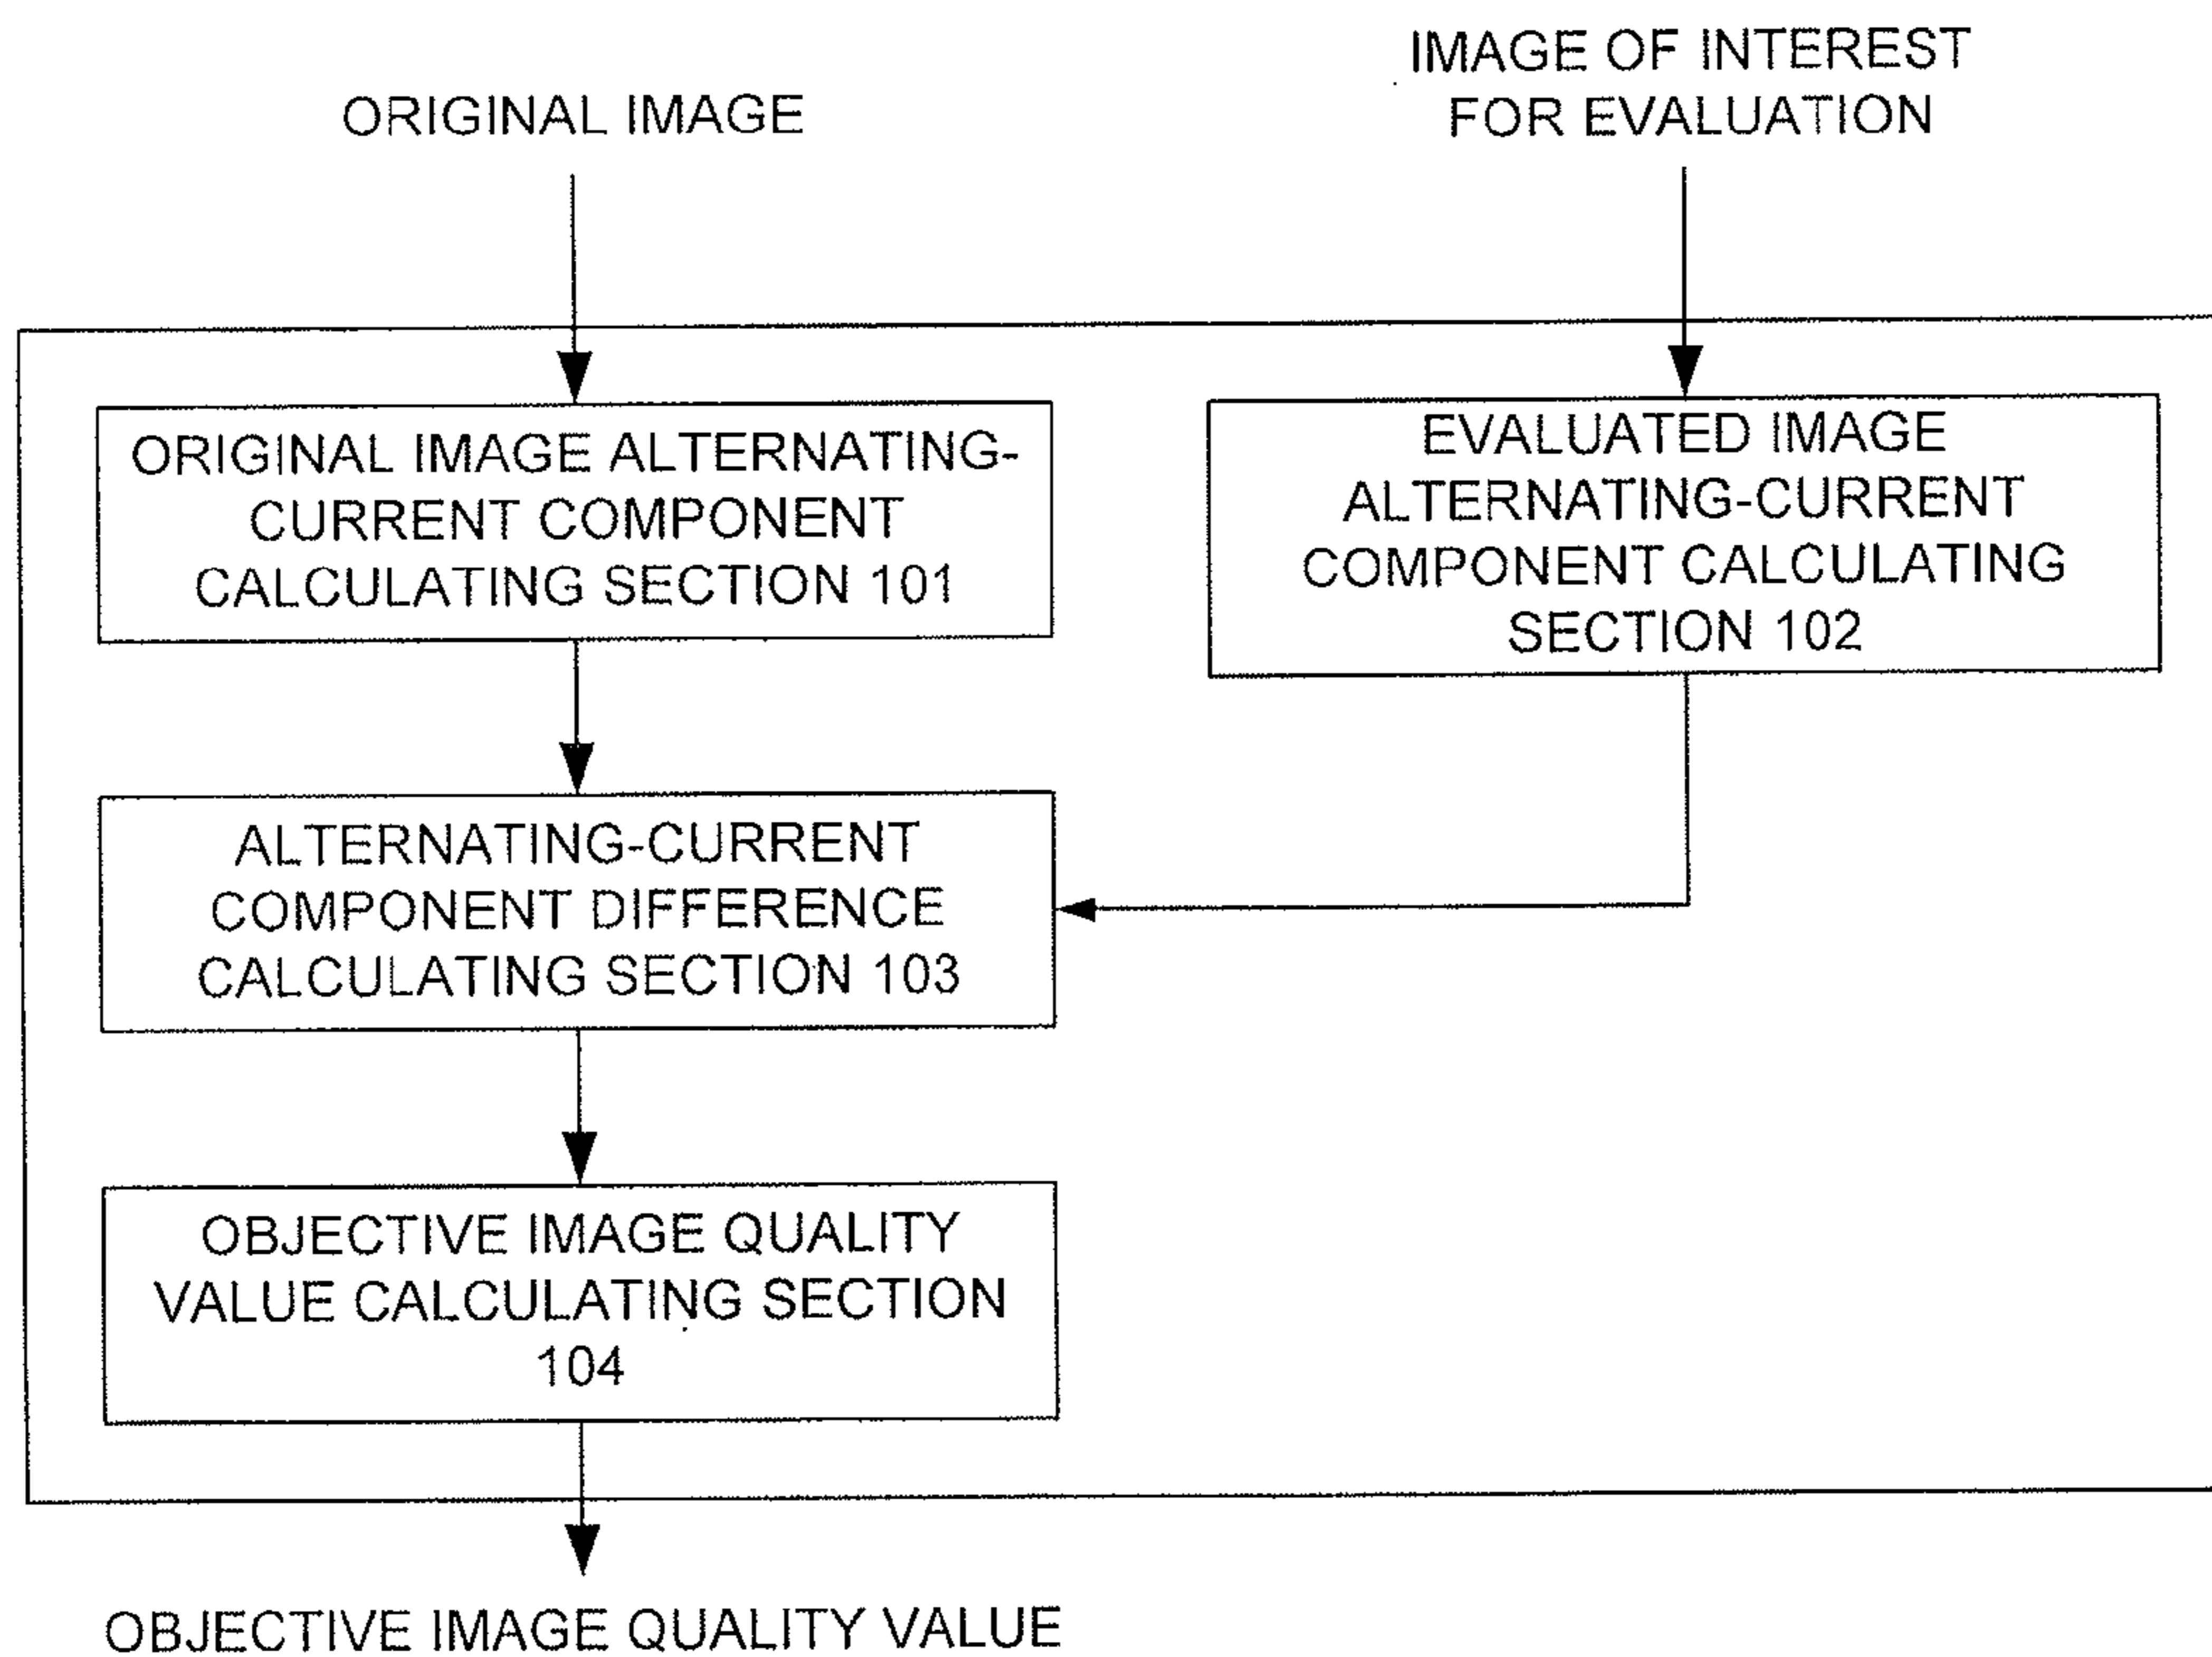 ORIGINAL IMAGE
IMAGE OF INTEREST
FOR EVALUATION
ORIGINAL IMAGE ALTERNATING-
CURRENT COMPONENT
CALCULATING SECTION 101
EVALUATED IMAGE
ALTERNATING-CURRENT
COMPONENT CALCULATING
SECTION 102
ALTERNATING-CURRENT
COMPONENT DIFFERENCE
CALCULATING SECTION 103
OBJECTIVE IMAGE QUALITY
VALUE CALCULATING SECTION
104
OBJECTIVE IMAGE QUALITY VALUE